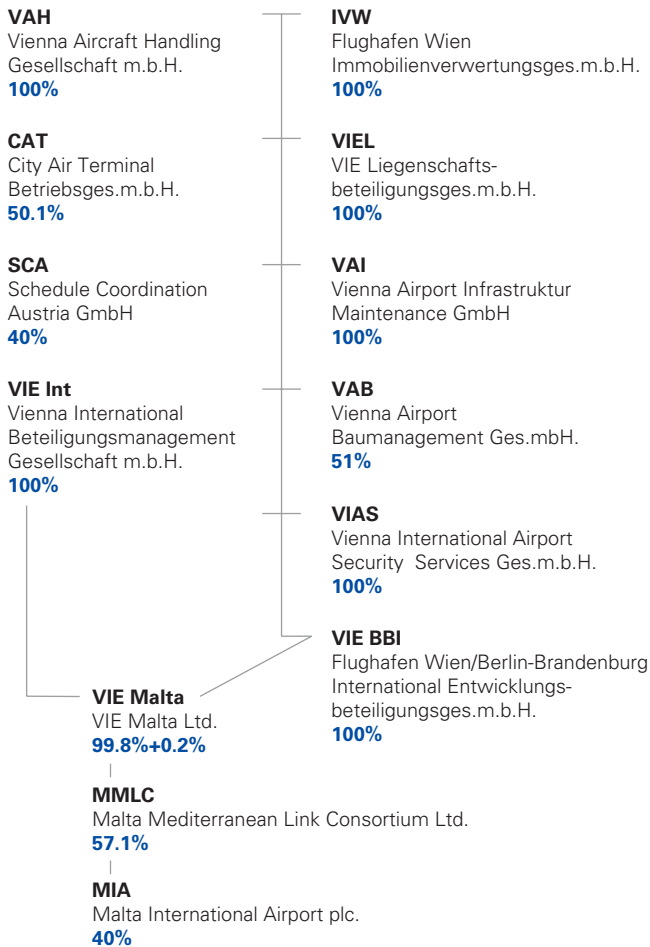 VAH
Vienna Aircraft Handling
Gesellschaft m.b.H.
100%
CAT
City Air Terminal
Betriebsges.m.b.H.
50.1%
SCA
Schedule Coordination
Austria GmbH
40%
VIE Int
Vienna International
Beteiligungsmanagement
Gesellschaft m.b.H.
100%
IVW
Flughafen Wien
Immobilienverwertungsges.m.b.H.
100%
VIEL
VIE Liegenschafts-
beteiligungsges.m.b.H.
100%
VAI
Vienna Airport Infrastruktur
Maintenance GmbH
100%
VAB
Vienna Airport
Baumanagement Ges.mbH.
51%
VIAS
Vienna International Airport
Security Services Ges.m.b.H.
100%
VIE BBI
Flughafen Wien/Berlin-Brandenburg
International Entwicklungs-
beteiligungsges.m.b.H.
100%
VIE Malta
VIE Malta Ltd.
99.8%+0.2%
MMLC
Malta Mediterranean Link Consortium Ltd.
57.1%
MIA
Malta International Airport plc.
40%